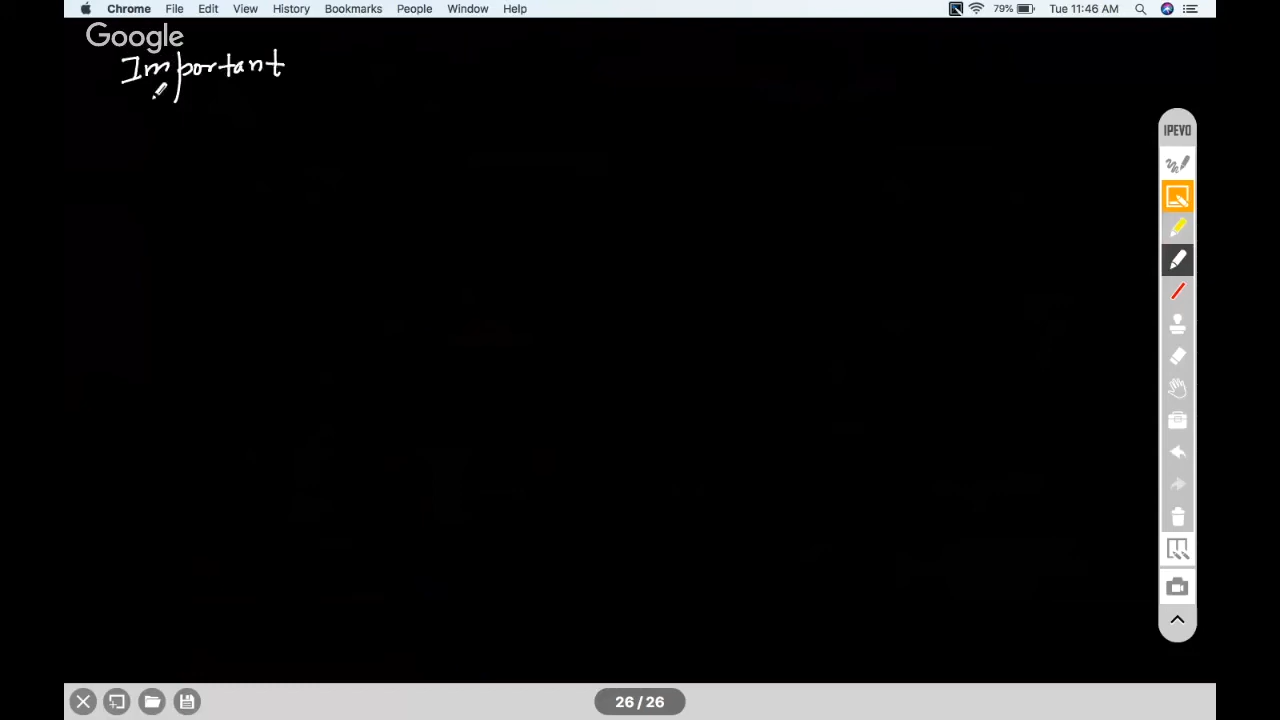 Chrome File Edit View History Bookmarks People Window Help 79% Tue 11:46 AM
Google
Important
IPEVO
26 / 26